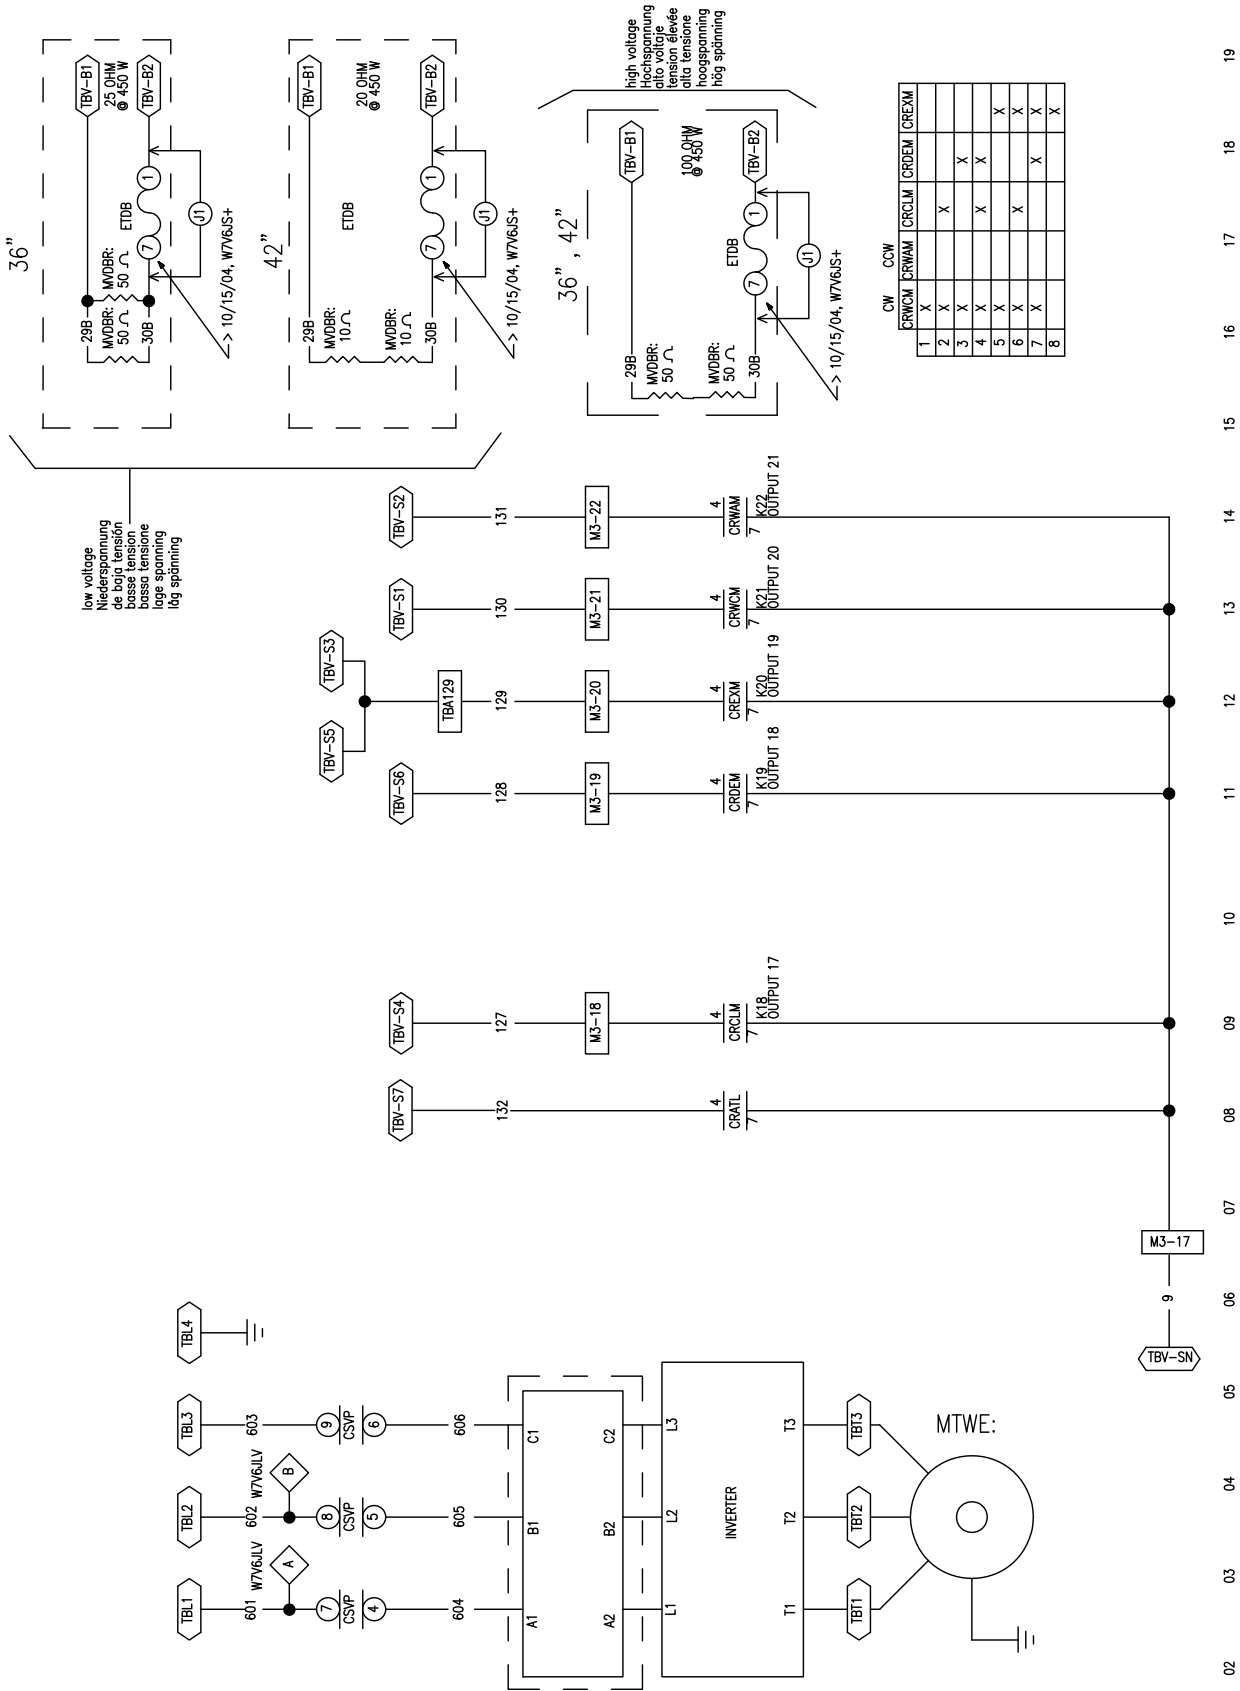 36”
TBV-B1
25 OHM
@ 450 W
TBV-B2
29B
MVDBR:
50
MVDBR:
50
30B
ETDB
7
1
J1
> 10/15/04, W7V6JS+
42”
TBV-B1
20 OHM
@ 450 W
TBV-B2
29B
MVDBR:
10
MVDBR:
10
30B
ETDB
7
1
J1
> 10/15/04, W7V6JS+
low voltage
Niederspannung
de baja tensión
basse tension
bassa tensione
lage spanning
låg spänning
high voltage
Hochspannung
alto voltaje
tension élevée
alta tensione
hoogspanning
hög spänning
36” , 42”
TBV-B1
100 OHM
@ 450 W
TBV-B2
29B
MVDBR:
50
MVDBR:
50
30B
ETDB
7
1
J1
> 10/15/04, W7V6JS+
CW CCW
CRWCM CRWAM CRCLM CRDEM CREXM
1 X
2 X X
3 X X
4 X X X
5 X X
6 X X X
7 X X X
8 X
TBL1
601
W7V6JLV
A
7
CSVP
4
604
A1
A2
L1
T1
TBT1
TBL2
602
W7V6JLV
B
8
CSVP
5
605
B1
B2
L2
T2
TBT2
TBL3
603
9
CSVP
6
606
C1
C2
L3
T3
TBT3
TBL4
INVERTER
MTWE:
TBV-SN
9
M3-17
TBV-S7
132
4
CRATL
7
TBV-S4
127
M3-18
4
CRCLM
7
K18
OUTPUT 17
TBV-S6
128
M3-19
4
CRDEM
7
K19
OUTPUT 18
TBV-S5
TBV-S3
TBA129
129
M3-20
4
CREXM
7
K20
OUTPUT 19
TBV-S1
130
M3-21
4
CRWCM
7
K21
OUTPUT 20
TBV-S2
131
M3-22
4
CRWAM
7
K22
OUTPUT 21
02
03
04
05
06
07
08
09
10
11
12
13
14
15
16
17
18
19